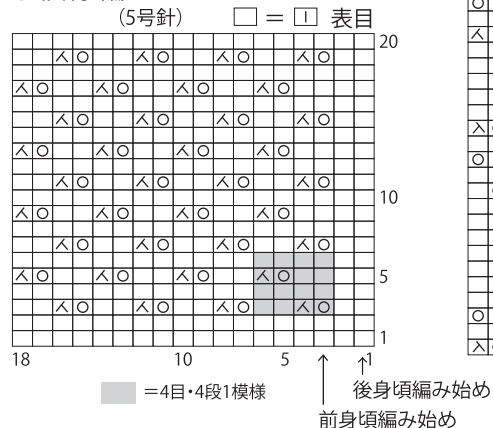 (5号針) □ = ｜ 表目
20
10
5
1
18 10 5 1
=4目・4段1模様
後身頃編み始め
前身頃編み始め